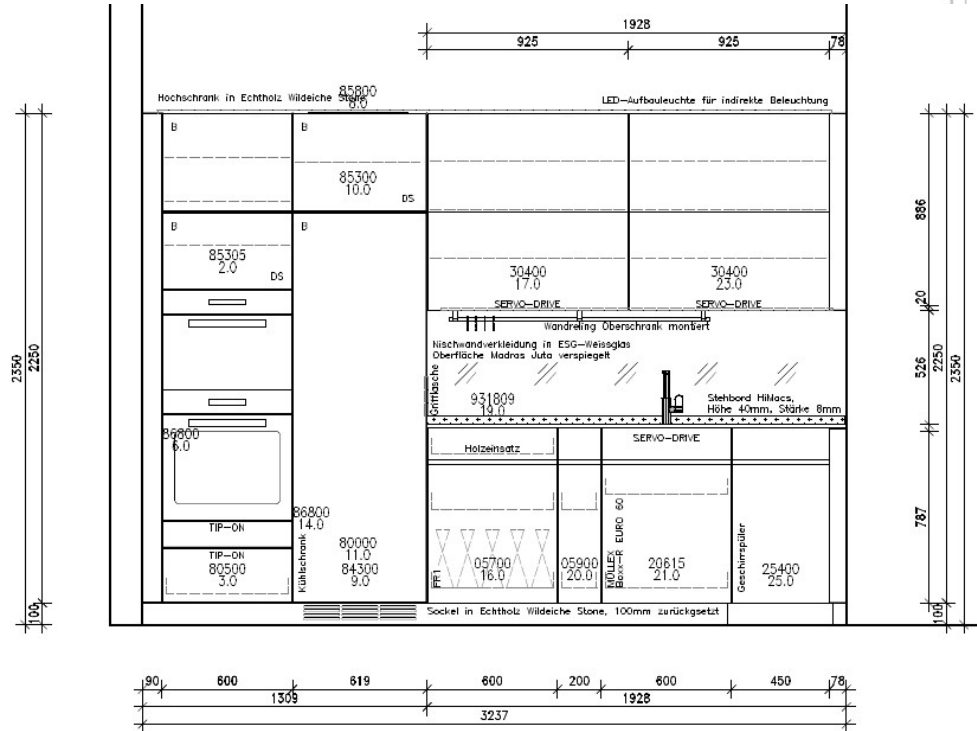 1928
925
925
78
Hochschrank in Echtholz Wildeiche Stone
85800
8.0
LED-Aufbauleuchte für indirekte Beleuchtung
B
B
85300
10.0
DS
B
B
85305
2.0
DS
30400
17.0
30400
23.0
SERVO-DRIVE
SERVO-DRIVE
Wandreling Oberschrank montiert
Nischwandverkleidung in ESG-Weissglas
Oberfläche Madras Juta verspiegelt
931809
19.0
Stehbord HiMacs,
Höhe 40mm, Stärke 8mm
86800
6.0
Holzeinsatz
SERVO-DRIVE
86800
14.0
Kühlschrank
TIP-ON
TIP-ON
80500
3.0
80000
11.0
84300
9.0
FR1
05700
16.0
05900
20.0
MÜLLEX
Boxx-R EURO 60
20615
21.0
Geschirrspüler
25400
25.0
Sockel in Echtholz Wildeiche Stone, 100mm zurückgsetzt
2350
2250
100
886
20
526
787
100
2250
2350
90
600
619
600
200
600
450
78
1309
1928
3237